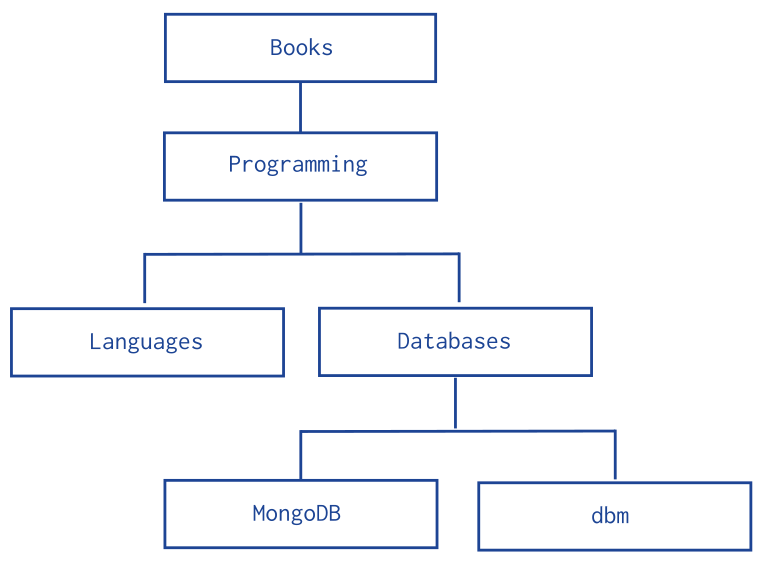 Books
Programming
Languages
Databases
MongoDB
dbm